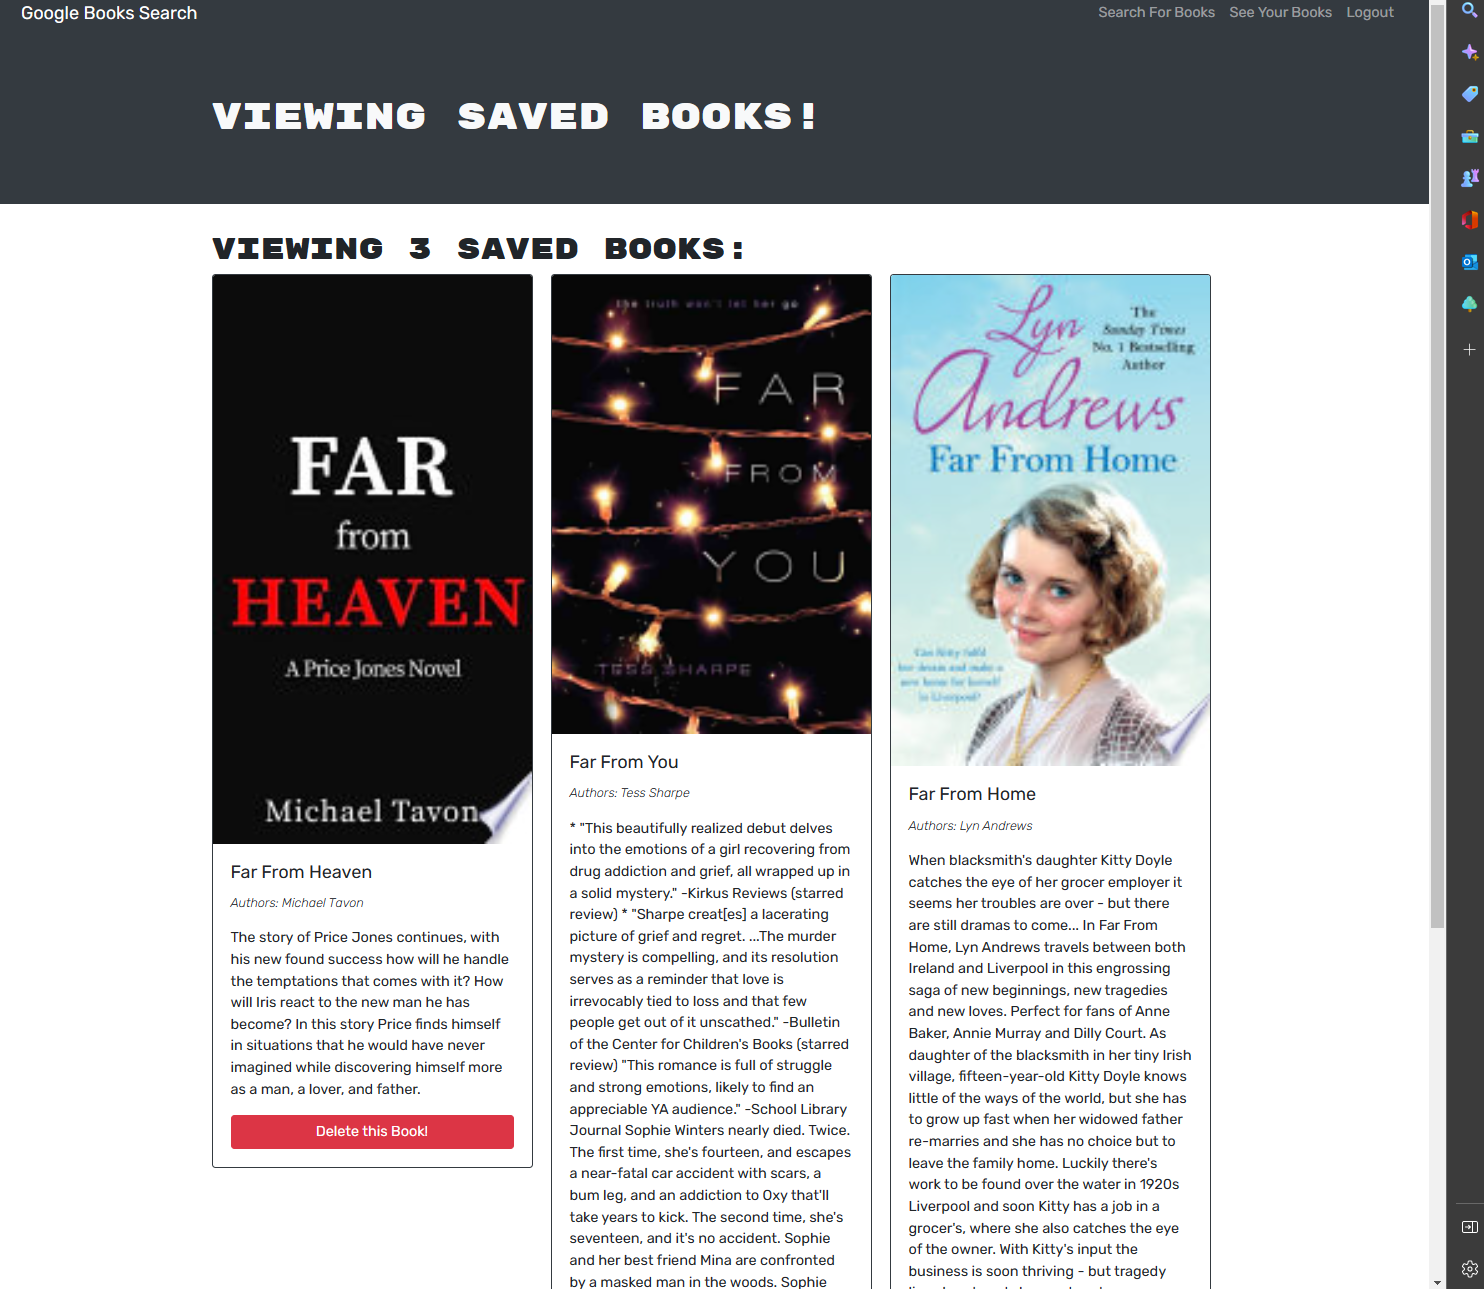 Google Books Search
Search For Books See Your Books Logout
VIEWING SAVED BOOKS!
VIEWING 3 SAVED BOOKS:
FAR
from
HEAVEN
A Price Jones Novel
Michael Tavon
Far From Heaven
Authors: Michael Tavon
The story of Price Jones continues, with
his new found success how will he handle
the temptations that comes with it? How
will Iris react to the new man he has
become? In this story Price finds himself
in situations that he would have never
imagined while discovering himself more
as a man, a lover, and father.
Delete this Book!
the truth won't let her go
FAR
FROM
YOU
TESS SHARPE
Far From You
Authors: Tess Sharpe
* "This beautifully realized debut delves
into the emotions of a girl recovering from
drug addiction and grief, all wrapped up in
a solid mystery." -Kirkus Reviews (starred
review) * "Sharpe creat[es] a lacerating
picture of grief and regret. ...The murder
mystery is compelling, and its resolution
serves as a reminder that love is
irrevocably tied to loss and that few
people get out of it unscathed." -Bulletin
of the Center for Children's Books (starred
review) "This romance is full of struggle
and strong emotions, likely to find an
appreciable YA audience." -School Library
Journal Sophie Winters nearly died. Twice.
The first time, she's fourteen, and escapes
a near-fatal car accident with scars, a
bum leg, and an addiction to Oxy that'll
take years to kick. The second time, she's
seventeen, and it's no accident. Sophie
and her best friend Mina are confronted
by a masked man in the woods. Sophie
Lyn
Andrews
The
Sunday Times
No. 1 Bestselling
Author
Far From Home
Can Kitty fulfil
her dream and make a
new home for herself
in Liverpool?
Far From Home
Authors: Lyn Andrews
When blacksmith's daughter Kitty Doyle
catches the eye of her grocer employer it
seems her troubles are over - but there
are still dramas to come... In Far From
Home, Lyn Andrews travels between both
Ireland and Liverpool in this engrossing
saga of new beginnings, new tragedies
and new loves. Perfect for fans of Anne
Baker, Annie Murray and Dilly Court. As
daughter of the blacksmith in her tiny Irish
village, fifteen-year-old Kitty Doyle knows
little of the ways of the world, but she has
to grow up fast when her widowed father
re-marries and she has no choice but to
leave the family home. Luckily there's
work to be found over the water in 1920s
Liverpool and soon Kitty has a job in a
grocer's, where she also catches the eye
of the owner. With Kitty's input the
business is soon thriving - but tragedy